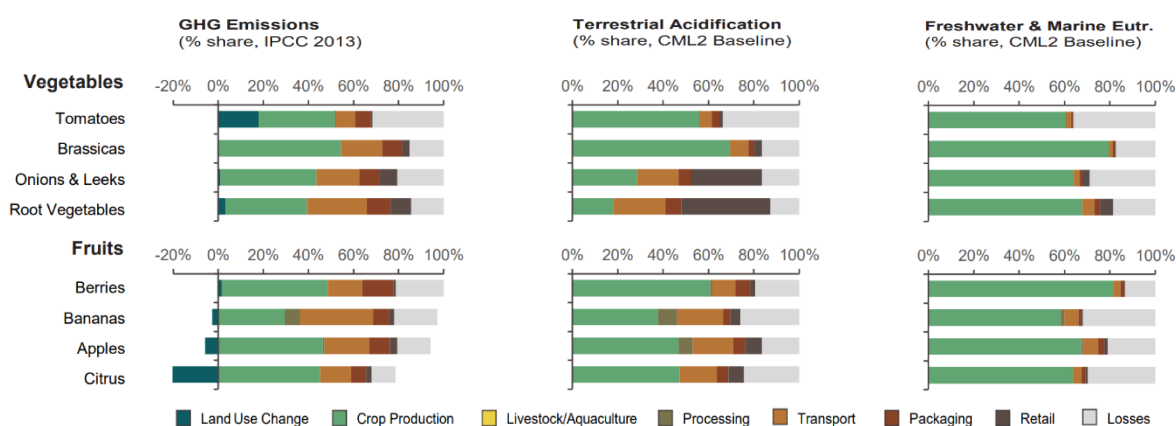 GHG Emissions
(% share, IPCC 2013)
Terrestrial Acidification
(% share, CML2 Baseline)
Freshwater & Marine Eutr.
(% share, CML2 Baseline)
Vegetables
-20% 0% 20% 40% 60% 80% 100%
0% 20% 40% 60% 80% 100%
0% 20% 40% 60% 80% 100%
Tomatoes
Brassicas
Onions & Leeks
Root Vegetables
Fruits
-20% 0% 20% 40% 60% 80% 100%
0% 20% 40% 60% 80% 100%
0% 20% 40% 60% 80% 100%
Berries
Bananas
Apples
Citrus
Land Use Change Crop Production Livestock/Aquaculture Processing Transport Packaging Retail Losses